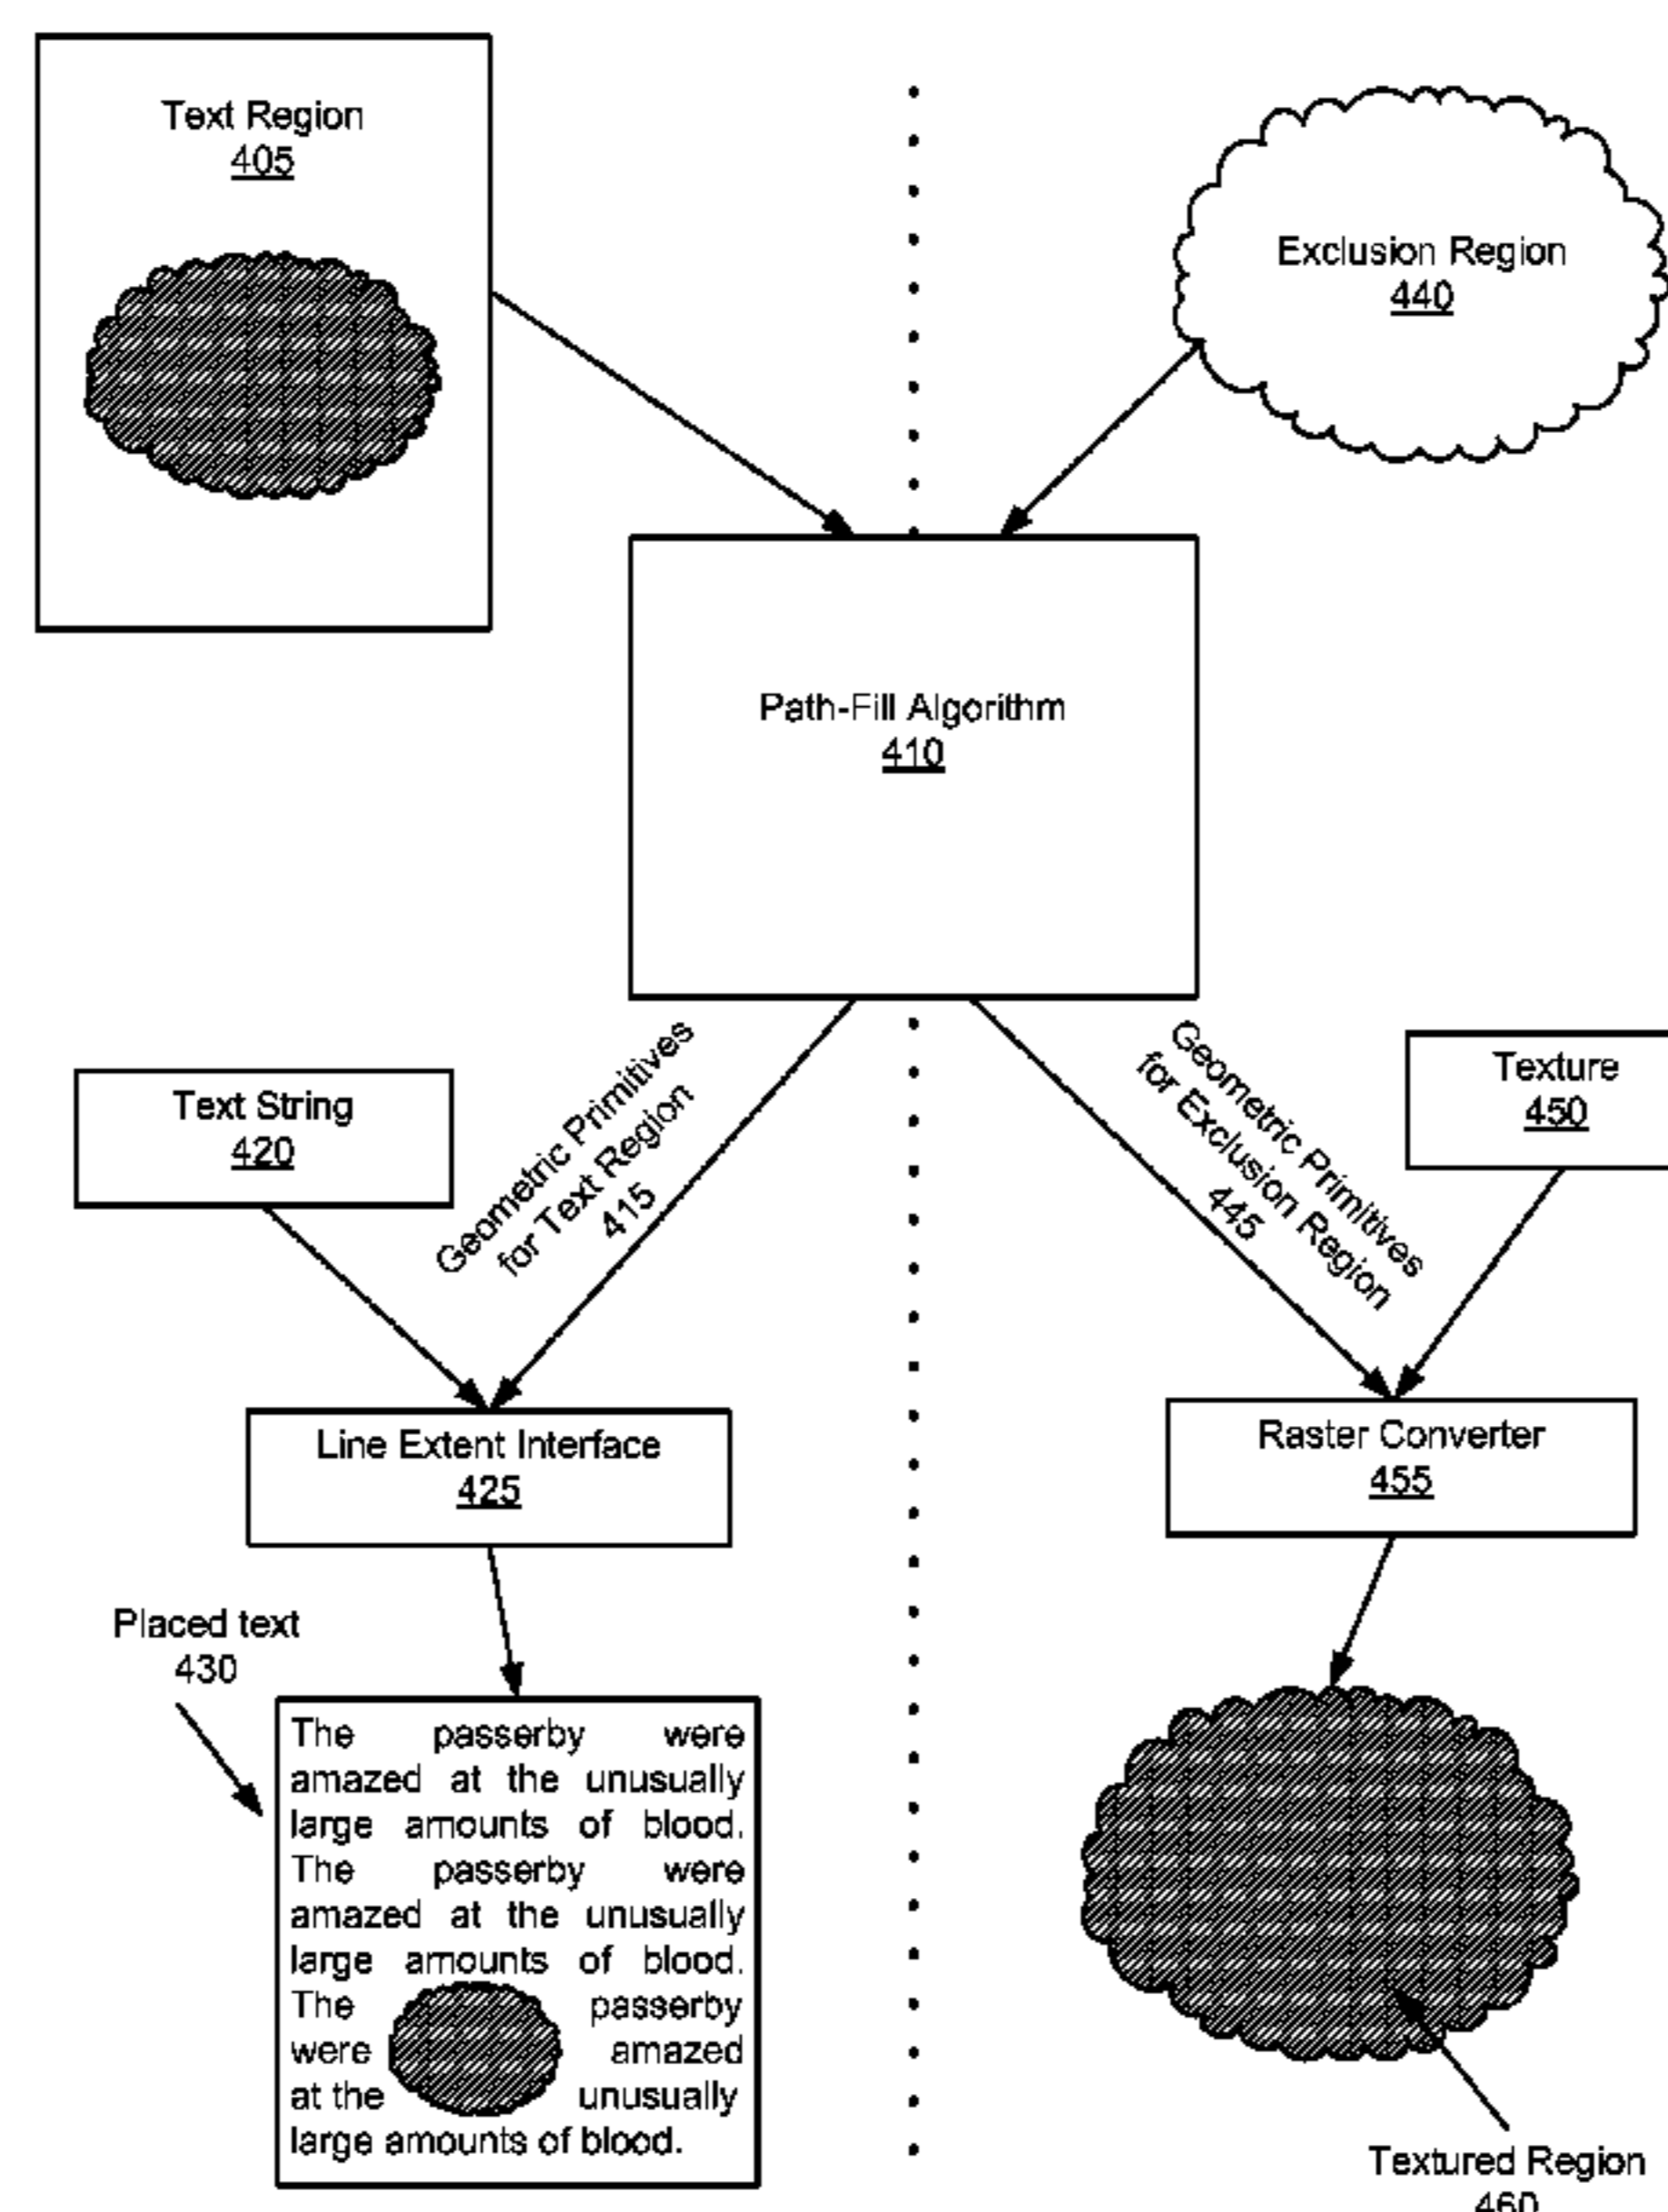 Text Region
405
Exclusion Region
440
Path-Fill Algorithm
410
Geometric Primitives
for Text Region
415
Geometric Primitives
for Exclusion Region
445
Text String
420
Texture
450
Line Extent Interface
425
Raster Converter
455
Placed text
430
The passerby were
amazed at the unusually
large amounts of blood.
The passerby were
amazed at the unusually
large amounts of blood.
The passerby
were amazed
at the unusually
large amounts of blood.
Textured Region
460